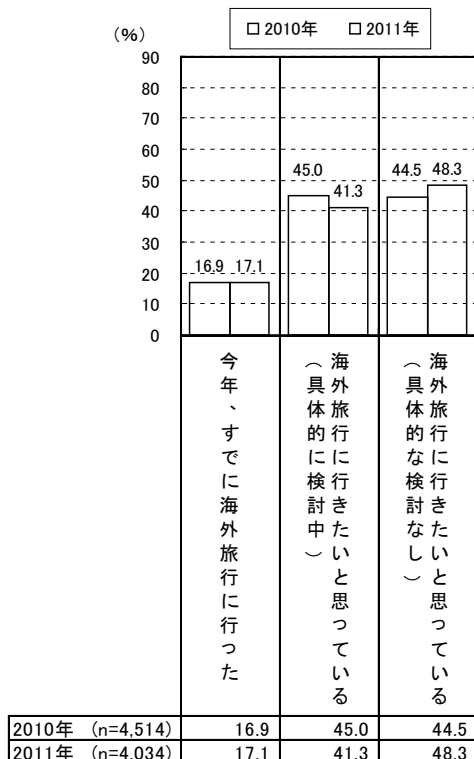 (％)
□2010年 □2011年
90
80
70
60
50
40
30
20
10
0
16.9 17.1
45.0 41.3
44.5 48.3
今年、すでに海外旅行に行った
海外旅行に行きたいと思っている
（具体的に検討中）
海外旅行に行きたいと思っている
（具体的な検討なし）
2010年 (n=4,514) 16.9 45.0 44.5
2011年 (n=4,034) 17.1 41.3 48.3